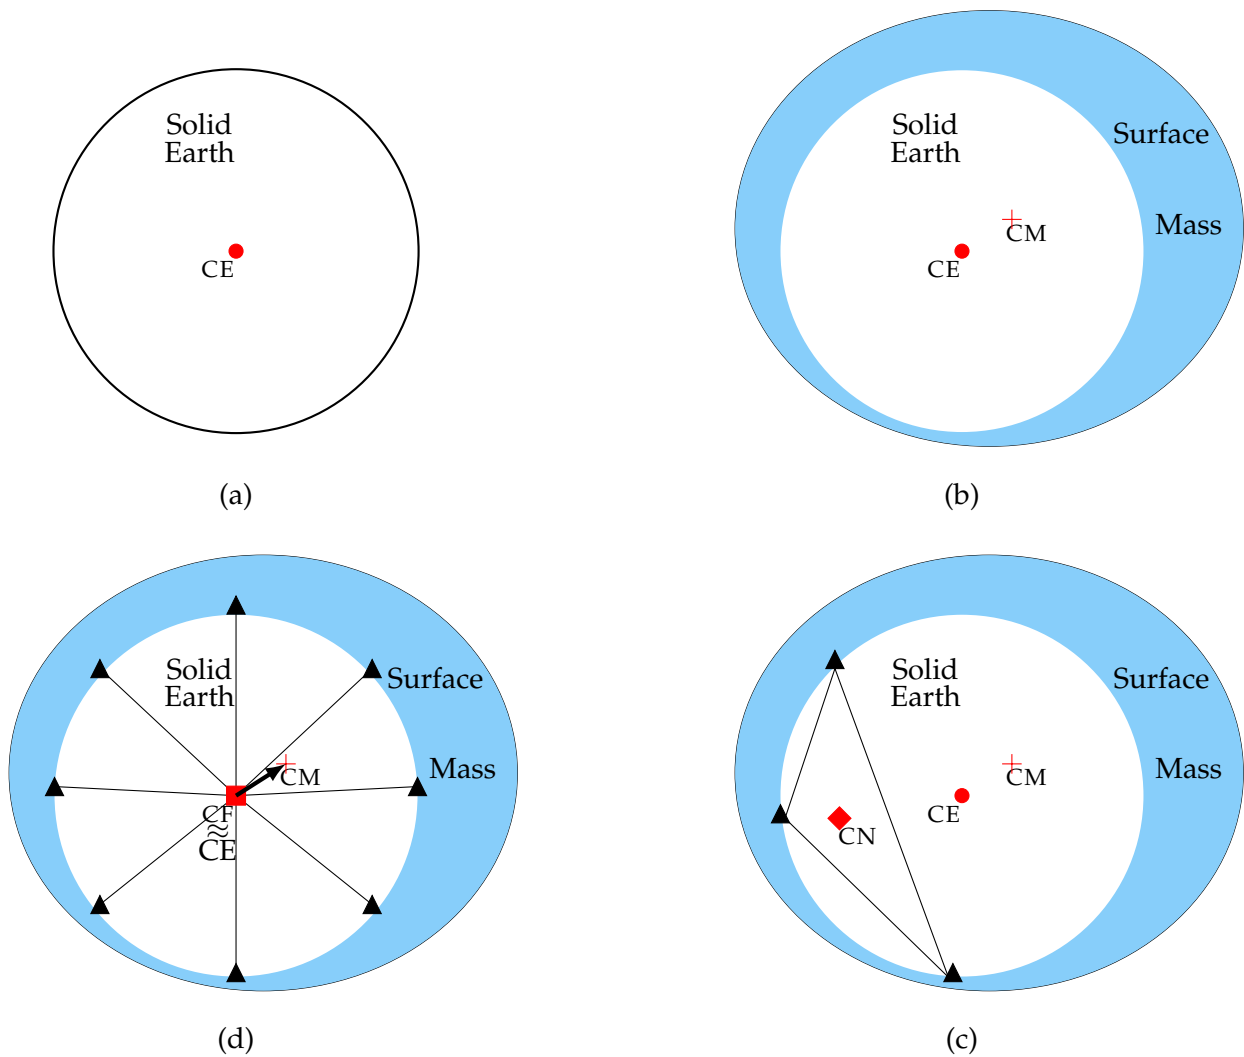 Solid
Earth
CE
(a)
Solid
Earth
Surface
Mass
CM
CE
(b)
Solid
Earth
Surface
Mass
CM
CF
≈
CE
(d)
Solid
Earth
Surface
Mass
CM
CE
CN
(c)